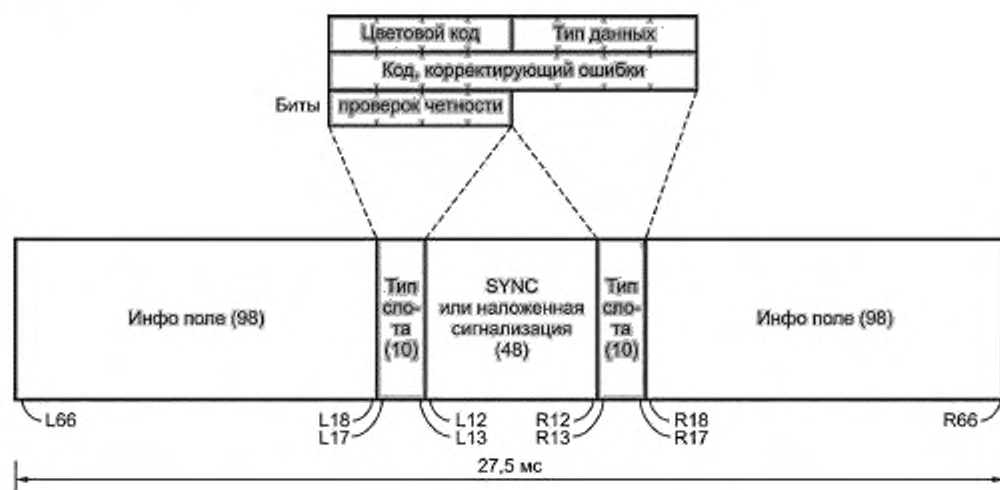 Цветовой код Тип данных
Код, корректирующий ошибки
Биты проверок четности
Инфо поле (98)
Тип
сло-
та
(10)
SYNC
или наложенная
сигнализация
(48)
Тип
сло-
та
(10)
Инфо поле (98)
L66 L18 L12 R12 R18 R66
L17 L13 R13 R17
27,5 мс